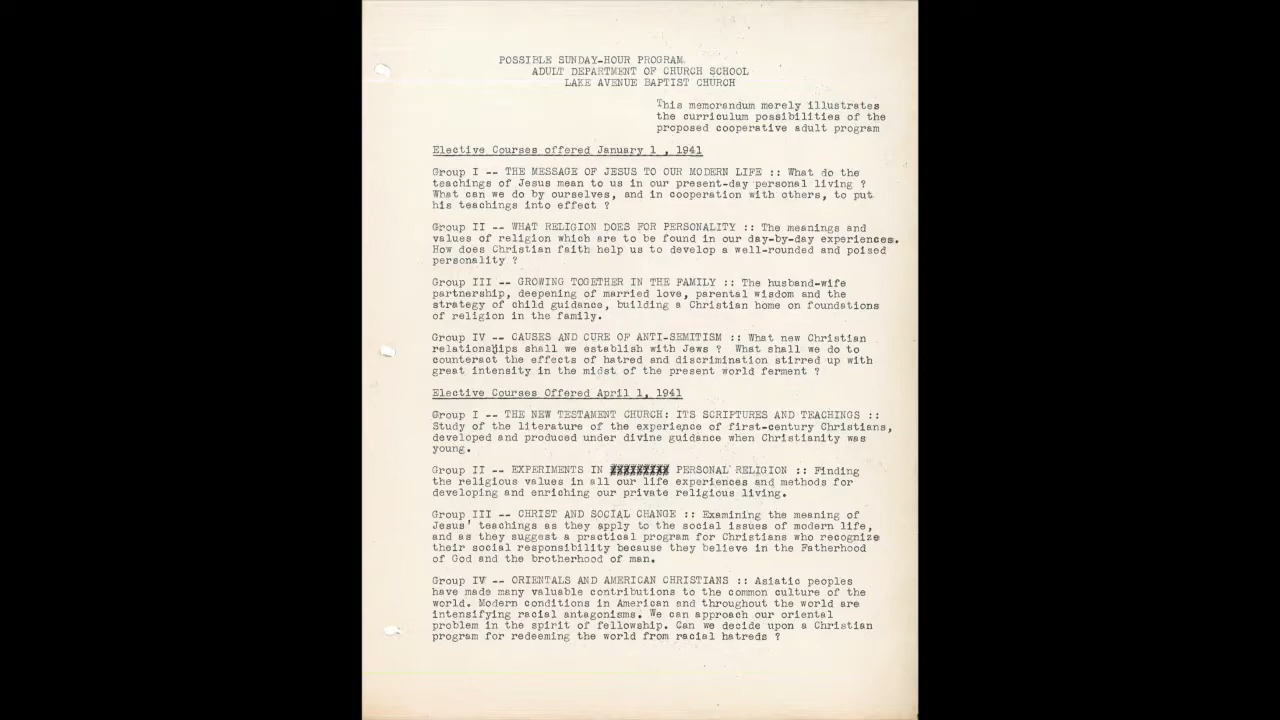 POSSIBLE SUNDAY-HOUR PROGRAM
ADULT DEPARTMENT OF CHURCH SCHOOL
LAKE AVENUE BAPTIST CHURCH
This memorandum merely illustrates
the curriculum possibilities of the
proposed cooperative adult program
Elective Courses offered January 1 , 1941
Group I -- THE MESSAGE OF JESUS TO OUR MODERN LIFE :: What do the
teachings of Jesus mean to us in our present-day personal living ?
What can we do by ourselves, and in cooperation with others, to put
his teachings into effect ?
Group II -- WHAT RELIGION DOES FOR PERSONALITY :: The meanings and
values of religion which are to be found in our day-by-day experiences.
How does Christian faith help us to develop a well-rounded and poised
personality ?
Group III -- GROWING TOGETHER IN THE FAMILY :: The husband-wife
partnership, deepening of married love, parental wisdom and the
strategy of child guidance, building a Christian home on foundations
of religion in the family.
Group IV -- CAUSES AND CURE OF ANTI-SEMITISM :: What new Christian
relationships shall we establish with Jews ?  What shall we do to
counteract the effects of hatred and discrimination stirred up with
great intensity in the midst of the present world ferment ?
Elective Courses Offered April 1, 1941
Group I -- THE NEW TESTAMENT CHURCH: ITS SCRIPTURES AND TEACHINGS ::
Study of the literature of the experience of first-century Christians,
developed and produced under divine guidance when Christianity was
young.
Group II -- EXPERIMENTS IN PERSONAL RELIGION :: Finding
the religious values in all our life experiences and methods for
developing and enriching our private religious living.
Group III -- CHRIST AND SOCIAL CHANGE :: Examining the meaning of
Jesus' teachings as they apply to the social issues of modern life,
and as they suggest a practical program for Christians who recognize
their social responsibility because they believe in the Fatherhood
of God and the brotherhood of man.
Group IV -- ORIENTALS AND AMERICAN CHRISTIANS :: Asiatic peoples
have made many valuable contributions to the common culture of the
world. Modern conditions in American and throughout the world are
intensifying racial antagonisms. We can approach our oriental
problem in the spirit of fellowship. Can we decide upon a Christian
program for redeeming the world from racial hatreds ?